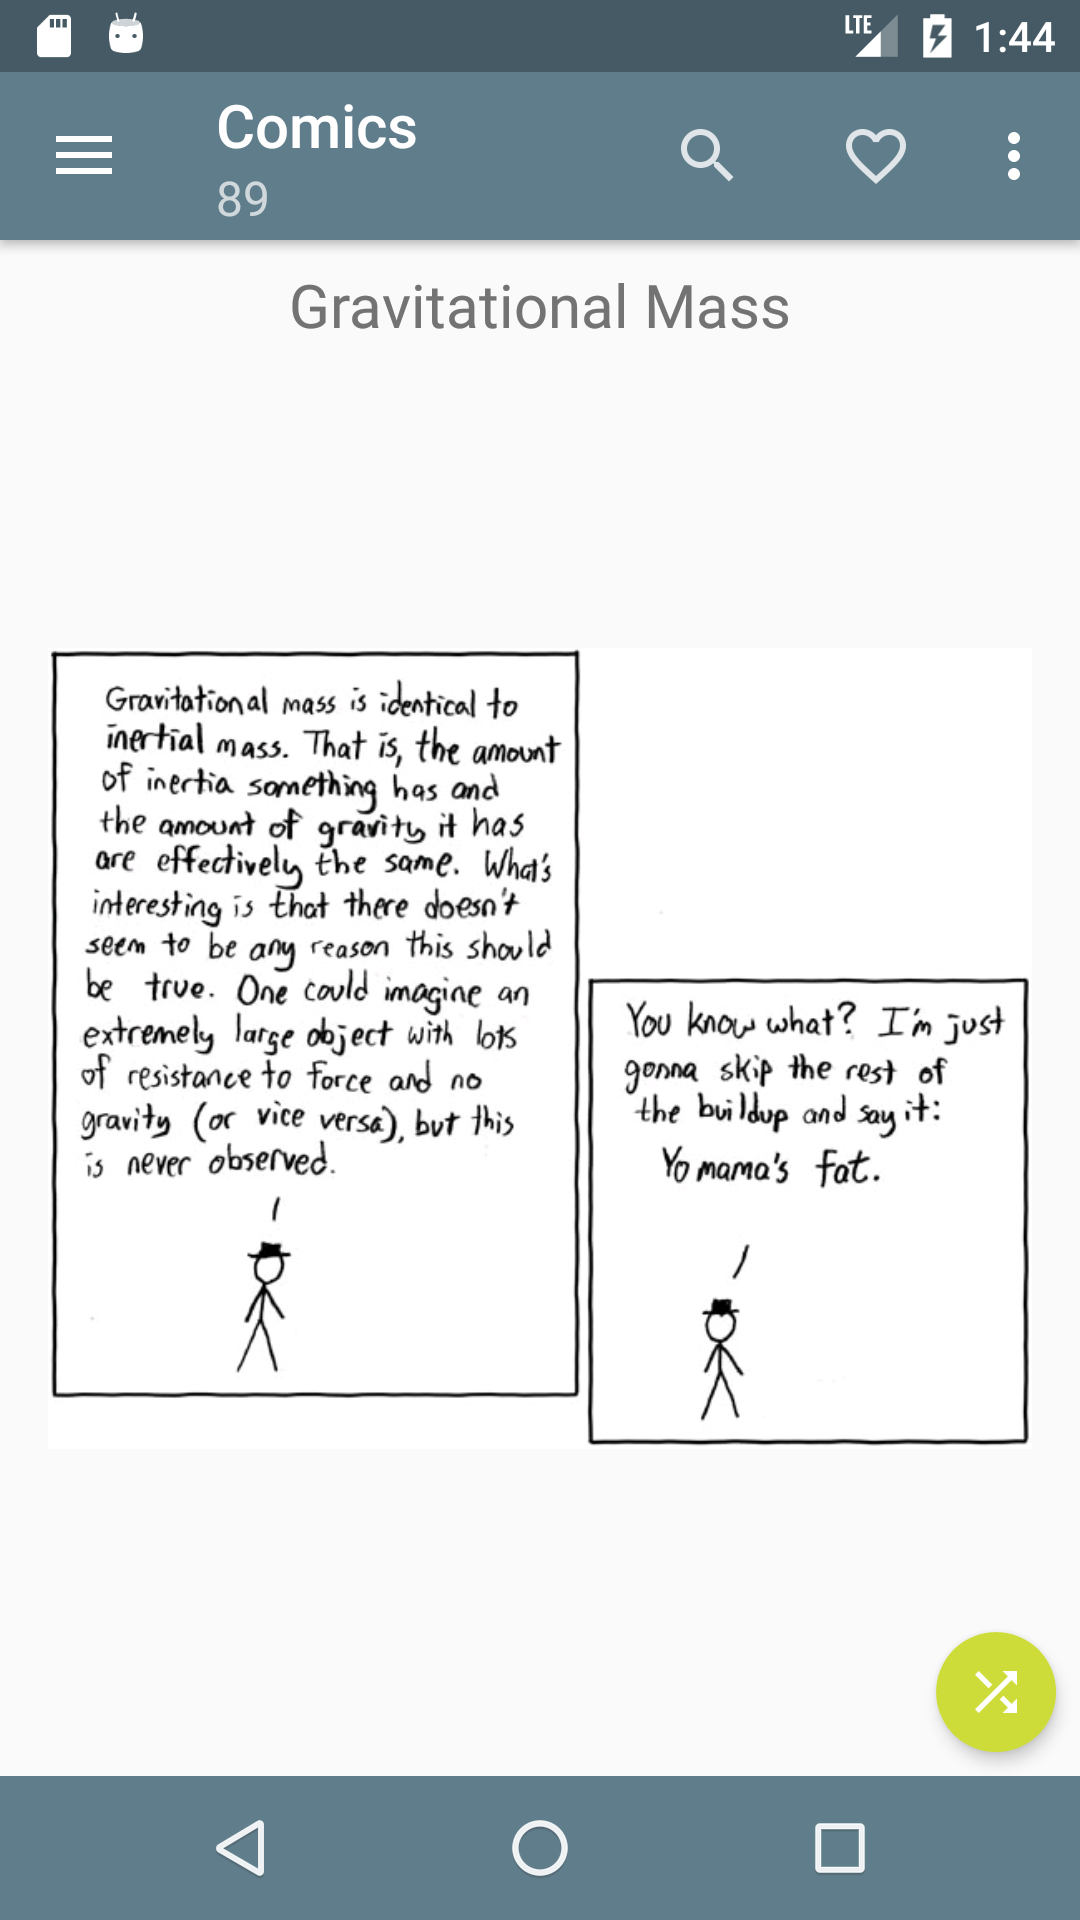 LTE 1:44
Comics
89
Gravitational Mass
Gravitational mass is identical to
inertial mass. That is, the amount
of inertia something has and
the amount of gravity it has
are effectively the same. What's
interesting is that there doesn't
seem to be any reason this should
be true. One could imagine an
extremely large object with lots
of resistance to force and no
gravity (or vice versa), but this
is never observed.
You know what? I'm just
gonna skip the rest of
the buildup and say it:
Yo mama's fat.